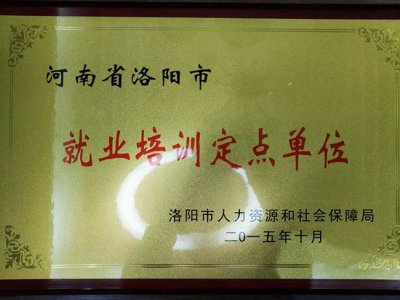 河南省洛阳市
就业培训定点单位
洛阳市人力资源和社会保障局
二〇一五年十月